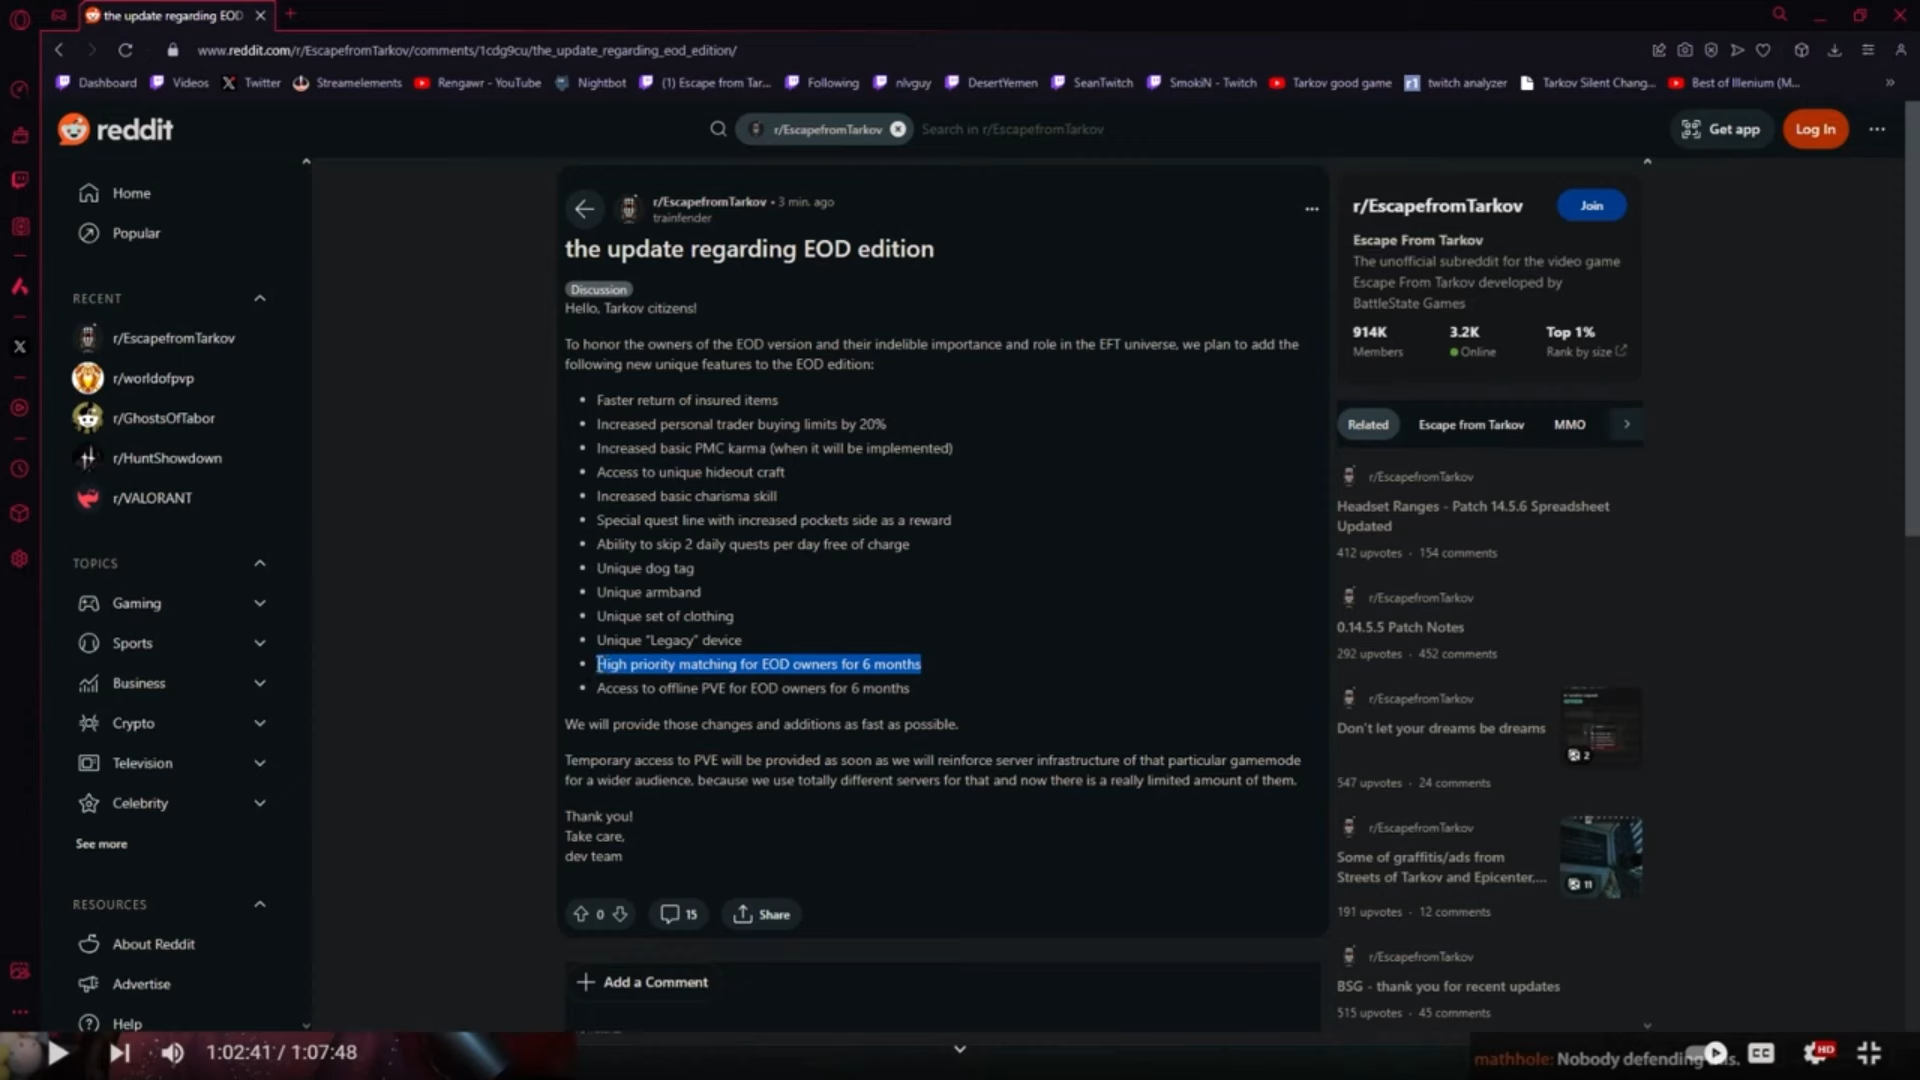 the update regarding EOD
www.reddit.com/r/EscapefromTarkov/comments/1cdg9cu/the_update_regarding_eod_edition/
Dashboard Videos Twitter Streamelements Rengawr - YouTube Nightbot (1) Escape from Tar... Following nlvguy DesertYemen SeanTwitch SmokiN - Twitch Tarkov good game twitch analyzer Tarkov Silent Chang... Best of Illenium (M...
reddit
r/EscapefromTarkov Search in r/EscapefromTarkov
Get app
Log In
Home
Popular
RECENT
r/EscapefromTarkov
r/worldofpvp
r/GhostsOfTabor
r/HuntShowdown
r/VALORANT
TOPICS
Gaming
Sports
Business
Crypto
Television
Celebrity
See more
RESOURCES
About Reddit
Advertise
Help
r/EscapefromTarkov • 3 min. ago
trainfender
the update regarding EOD edition
Discussion
Hello, Tarkov citizens!
To honor the owners of the EOD version and their indelible importance and role in the EFT universe, we plan to add the
following new unique features to the EOD edition:
• Faster return of insured items
• Increased personal trader buying limits by 20%
• Increased basic PMC karma (when it will be implemented)
• Access to unique hideout craft
• Increased basic charisma skill
• Special quest line with increased pockets side as a reward
• Ability to skip 2 daily quests per day free of charge
• Unique dog tag
• Unique armband
• Unique set of clothing
• Unique “Legacy” device
• High priority matching for EOD owners for 6 months
• Access to offline PVE for EOD owners for 6 months
We will provide those changes and additions as fast as possible.
Temporary access to PVE will be provided as soon as we will reinforce server infrastructure of that particular gamemode
for a wider audience, because we use totally different servers for that and now there is a really limited amount of them.
Thank you!
Take care,
dev team
0 15 Share
Add a Comment
r/EscapefromTarkov Join
Escape From Tarkov
The unofficial subreddit for the video game
Escape From Tarkov developed by
BattleState Games
914K 3.2K Top 1%
Members Online Rank by size
Related Escape from Tarkov MMO
r/EscapefromTarkov
Headset Ranges - Patch 14.5.6 Spreadsheet
Updated
412 upvotes · 154 comments
r/EscapefromTarkov
0.14.5.5 Patch Notes
292 upvotes · 452 comments
r/EscapefromTarkov
Don't let your dreams be dreams
2
547 upvotes · 24 comments
r/EscapefromTarkov
Some of graffitis/ads from
Streets of Tarkov and Epicenter,...
11
191 upvotes · 12 comments
r/EscapefromTarkov
BSG - thank you for recent updates
515 upvotes · 45 comments
1:02:41 / 1:07:48
mathhole: Nobody defending
CC
HD